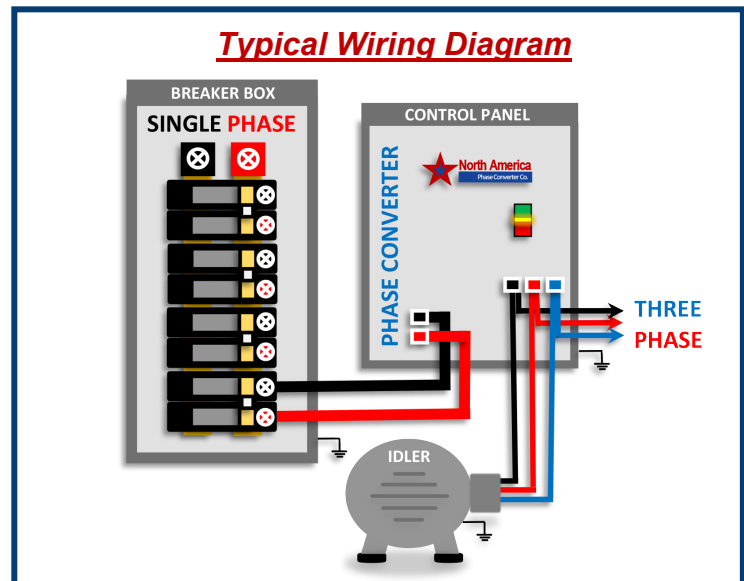 Typical Wiring Diagram
BREAKER BOX
SINGLE PHASE
CONTROL PANEL
PHASE CONVERTER
North America
Phase Converter Co.
THREE
PHASE
IDLER